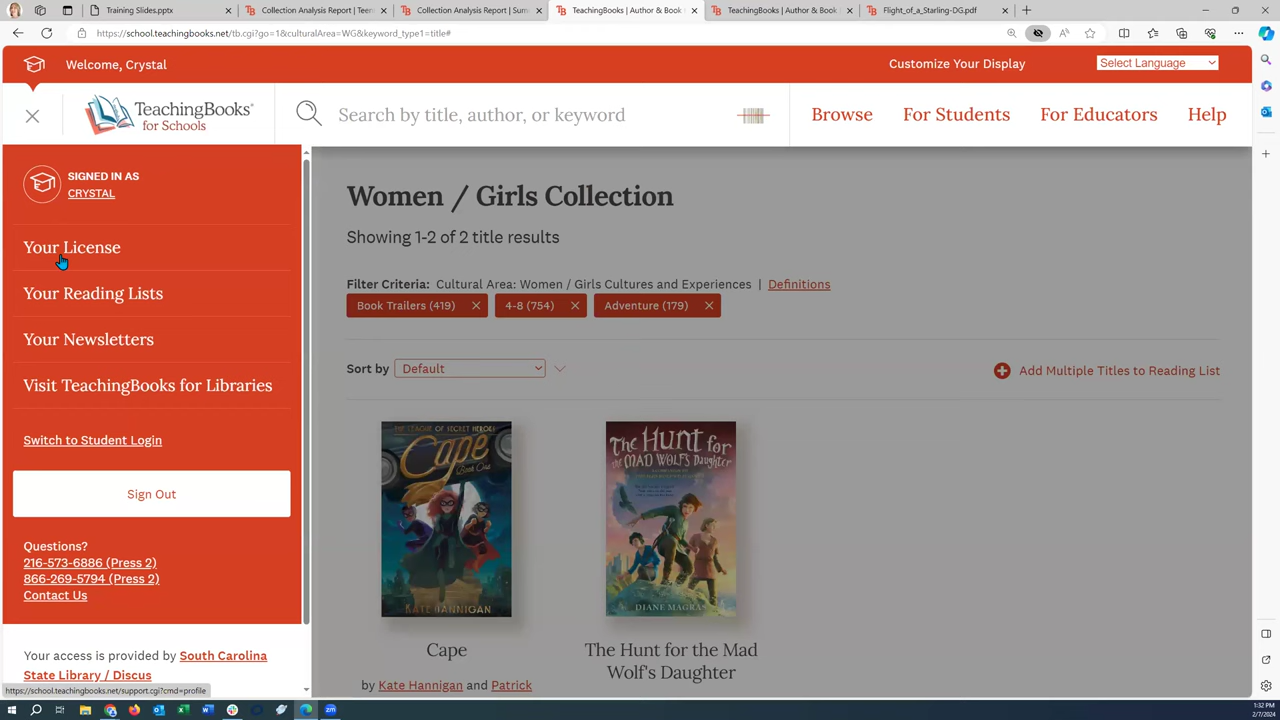 Training Slides.pptx
Collection Analysis Report | Teen
Collection Analysis Report | Sum
TeachingBooks | Author & Book
TeachingBooks | Author & Book
Flight_of_a_Starling-DG.pdf
https://school.teachingbooks.net/tb.cgi?go=1&culturalArea=WG&keyword_type1=title#
Welcome, Crystal
Customize Your Display
Select Language
TeachingBooks®
for Schools
Search by title, author, or keyword
Browse
For Students
For Educators
Help
SIGNED IN AS
CRYSTAL
Your License
Your Reading Lists
Your Newsletters
Visit TeachingBooks for Libraries
Switch to Student Login
Sign Out
Questions?
216-573-6886 (Press 2)
866-269-5794 (Press 2)
Contact Us
Your access is provided by South Carolina
State Library / Discus
https://school.teachingbooks.net/support.cgi?cmd=profile
Women / Girls Collection
Showing 1-2 of 2 title results
Filter Criteria: Cultural Area: Women / Girls Cultures and Experiences | Definitions
Book Trailers (419)
4-8 (754)
Adventure (179)
Sort by
Default
Add Multiple Titles to Reading List
THE LEAGUE OF SECRET HEROES
Cape
BOOK ONE
KATE HANNIGAN
THE HUNT for
the MAD WOLF'S
DAUGHTER
DIANE MAGRAS
Cape
by Kate Hannigan and Patrick
The Hunt for the Mad
Wolf's Daughter
1:32 PM
2/7/2024